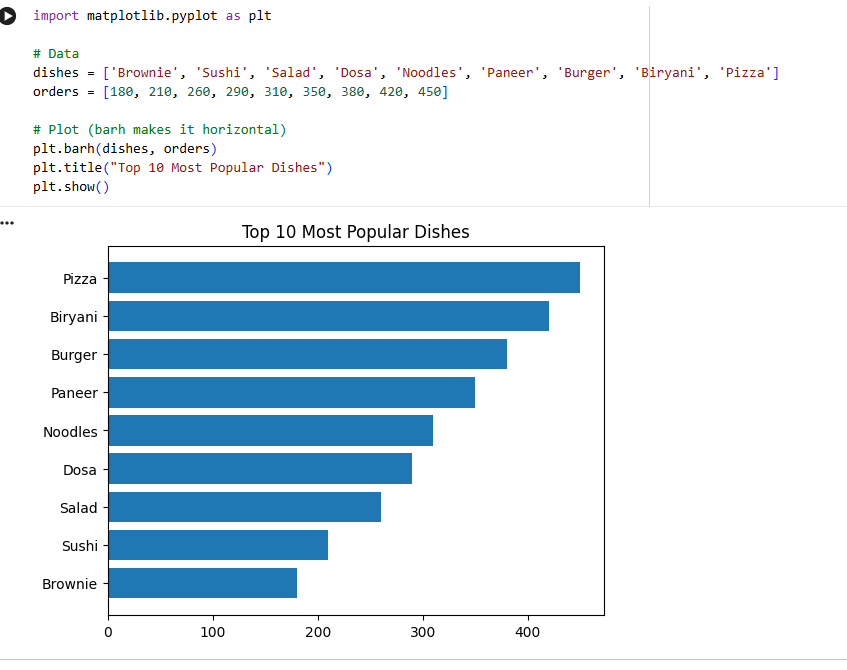 import matplotlib.pyplot as plt
# Data
dishes = ['Brownie', 'Sushi', 'Salad', 'Dosa', 'Noodles', 'Paneer', 'Burger', 'Biryani', 'Pizza']
orders = [180, 210, 260, 290, 310, 350, 380, 420, 450]
# Plot (barh makes it horizontal)
plt.barh(dishes, orders)
plt.title("Top 10 Most Popular Dishes")
plt.show()
Top 10 Most Popular Dishes
Pizza
Biryani
Burger
Paneer
Noodles
Dosa
Salad
Sushi
Brownie
0 100 200 300 400